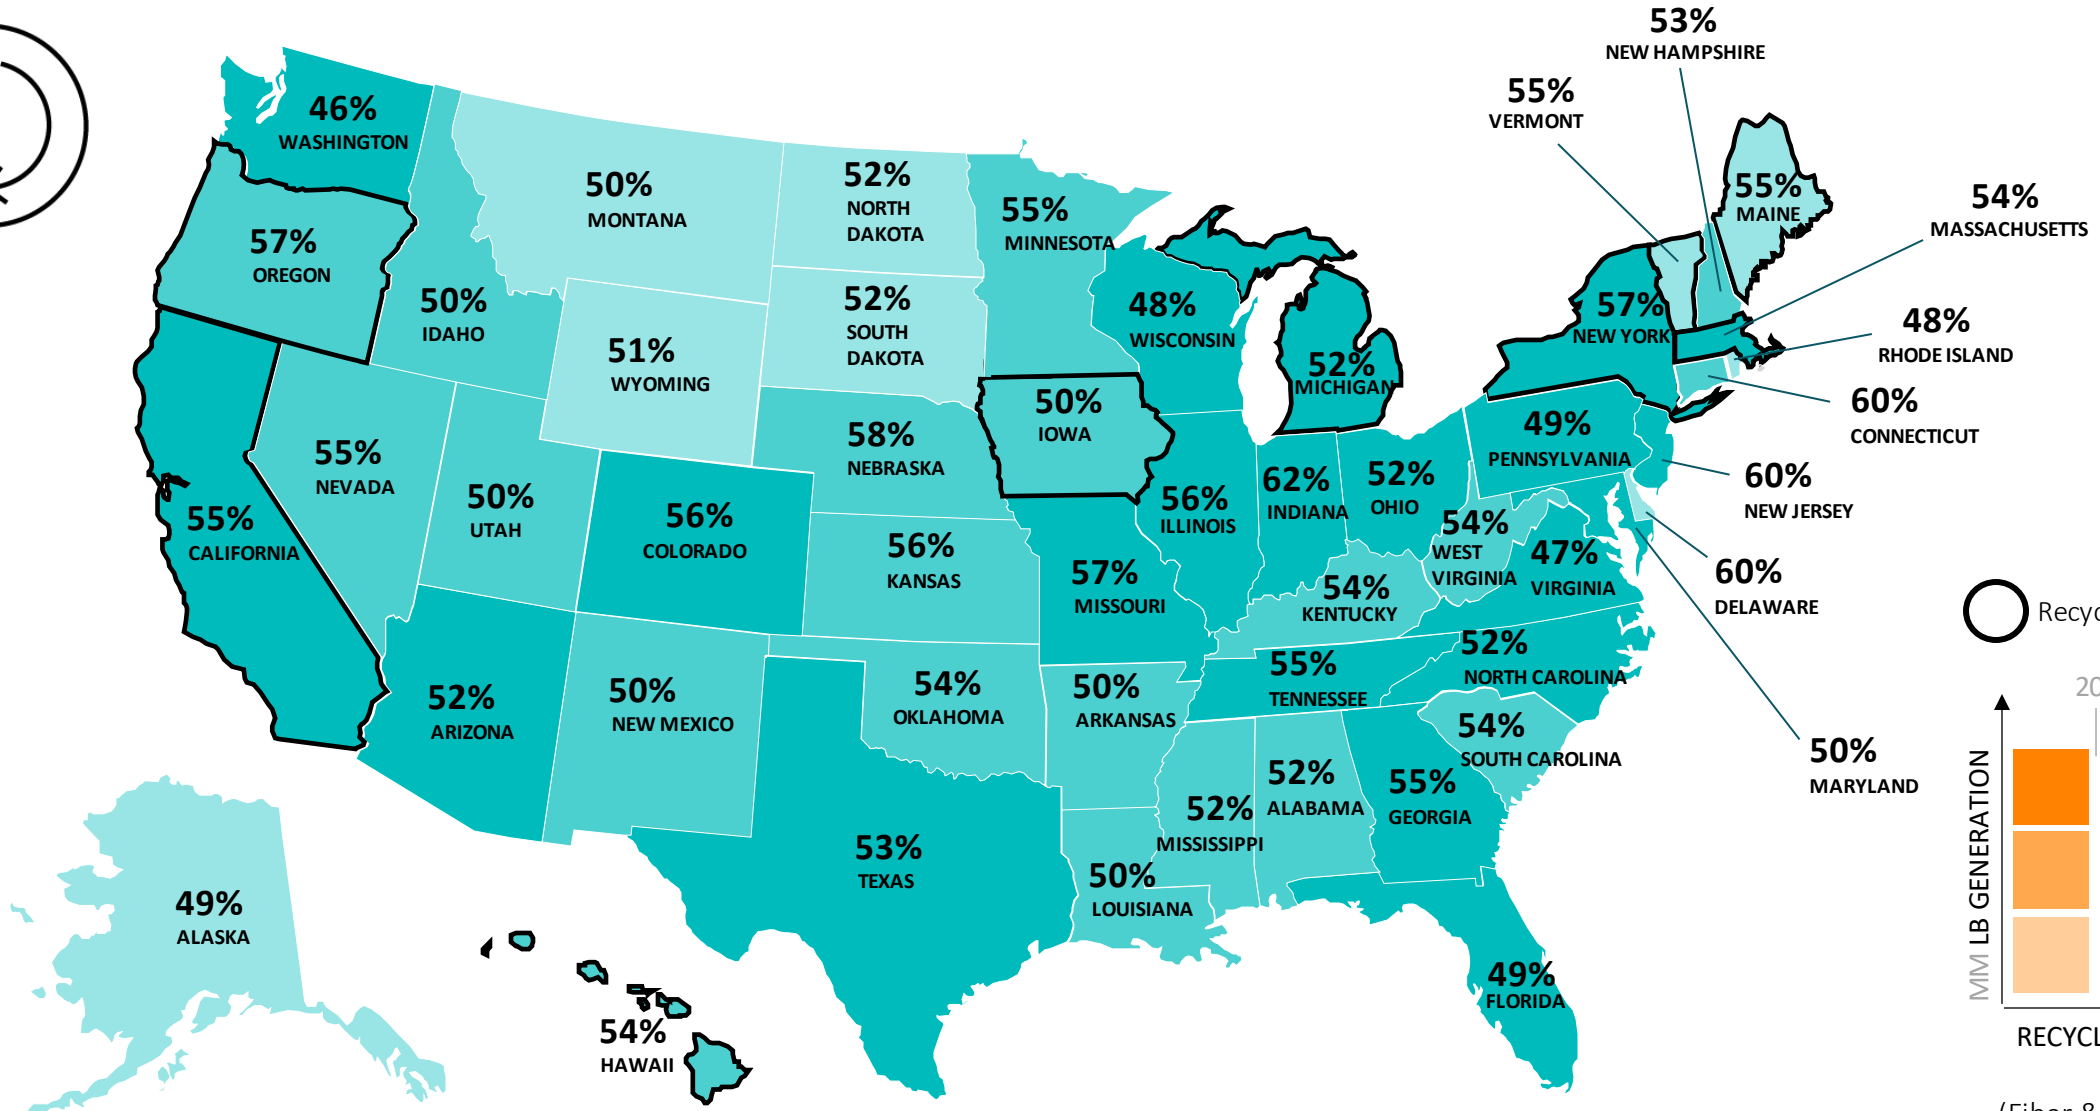 53%
NEW HAMPSHIRE
55%
VERMONT
46%
WASHINGTON
50%
MONTANA
52%
NORTH
DAKOTA
55%
MINNESOTA
55%
MAINE
54%
MASSACHUSETTS
57%
OREGON
50%
IDAHO
51%
WYOMING
52%
SOUTH
DAKOTA
48%
WISCONSIN
52%
MICHIGAN
57%
NEW YORK
48%
RHODE ISLAND
60%
CONNECTICUT
55%
NEVADA
50%
UTAH
56%
COLORADO
58%
NEBRASKA
50%
IOWA
56%
ILLINOIS
62%
INDIANA
52%
OHIO
49%
PENNSYLVANIA
60%
NEW JERSEY
55%
CALIFORNIA
56%
KANSAS
57%
MISSOURI
54%
KENTUCKY
54%
WEST
VIRGINIA
47%
VIRGINIA
60%
DELAWARE
52%
ARIZONA
50%
NEW MEXICO
54%
OKLAHOMA
50%
ARKANSAS
55%
TENNESSEE
52%
NORTH CAROLINA
54%
SOUTH CAROLINA
50%
MARYLAND
53%
TEXAS
50%
LOUISIANA
52%
MISSISSIPPI
52%
ALABAMA
55%
GEORGIA
49%
FLORIDA
49%
ALASKA
54%
HAWAII
Recyc
20
MM LB GENERATION
RECYCL
(Fiber &